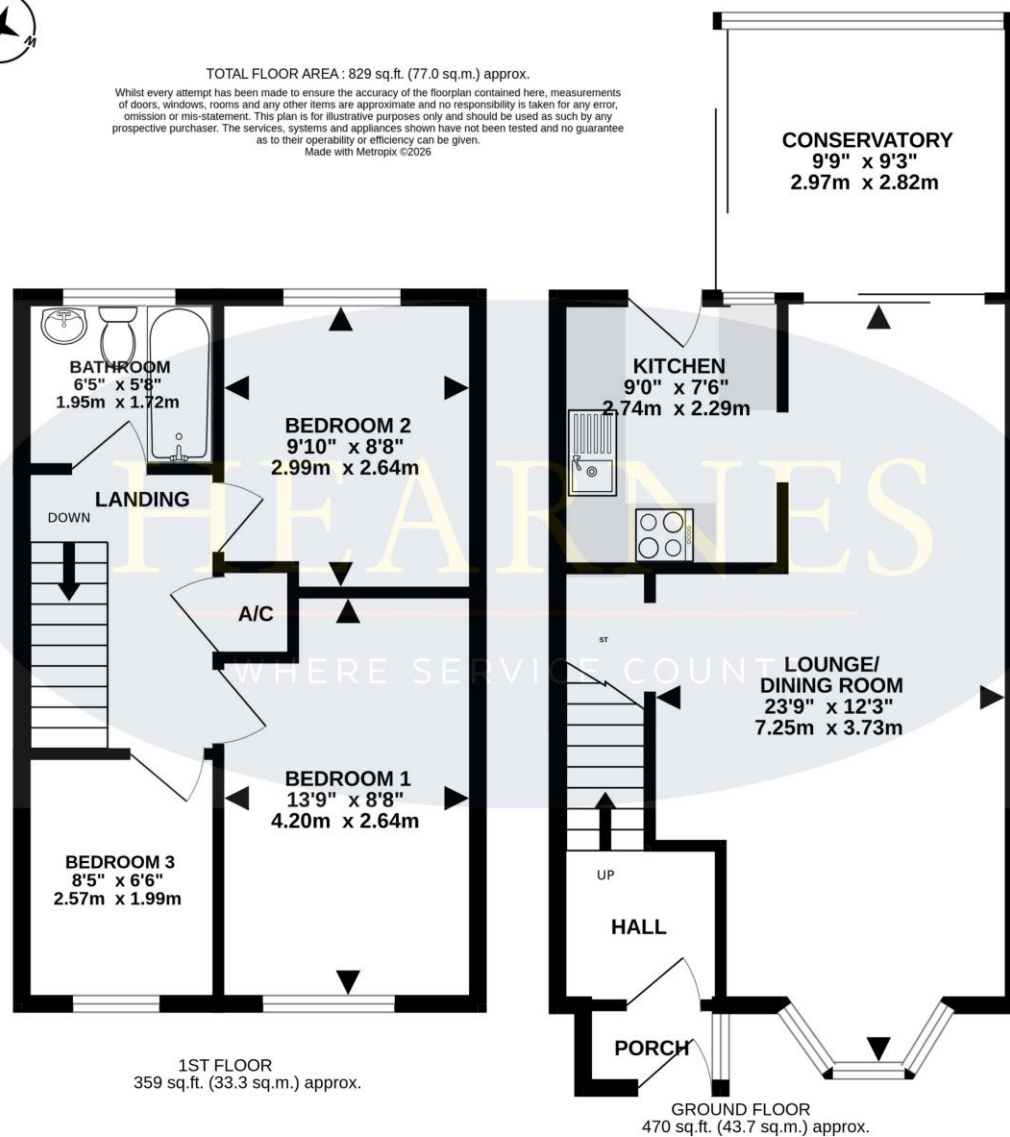 TOTAL FLOOR AREA : 829 sq.ft. (77.0 sq.m.) approx.
Whilst every attempt has been made to ensure the accuracy of the floorplan contained here, measurements
of doors, windows, rooms and any other items are approximate and no responsibility is taken for any error,
omission or mis-statement. This plan is for illustrative purposes only and should be used as such by any
prospective purchaser. The services, systems and appliances shown have not been tested and no guarantee
as to their operability or efficiency can be given.
Made with Metropix ©2026
CONSERVATORY
9'9" x 9'3"
2.97m x 2.82m
BATHROOM
6'5" x 5'8"
1.95m x 1.72m
BEDROOM 2
9'10" x 8'8"
2.99m x 2.64m
LANDING
DOWN
A/C
BEDROOM 1
13'9" x 8'8"
4.20m x 2.64m
BEDROOM 3
8'5" x 6'6"
2.57m x 1.99m
1ST FLOOR
359 sq.ft. (33.3 sq.m.) approx.
KITCHEN
9'0" x 7'6"
2.74m x 2.29m
ST
LOUNGE/
DINING ROOM
23'9" x 12'3"
7.25m x 3.73m
UP
HALL
PORCH
GROUND FLOOR
470 sq.ft. (43.7 sq.m.) approx.
HEARNES
WHERE SERVICE COUNT
W